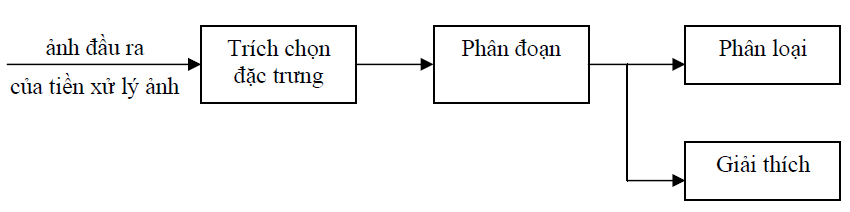 ảnh đầu ra
của tiền xử lý ảnh
Trích chọn
đặc trưng
Phân đoạn
Phân loại
Giải thích